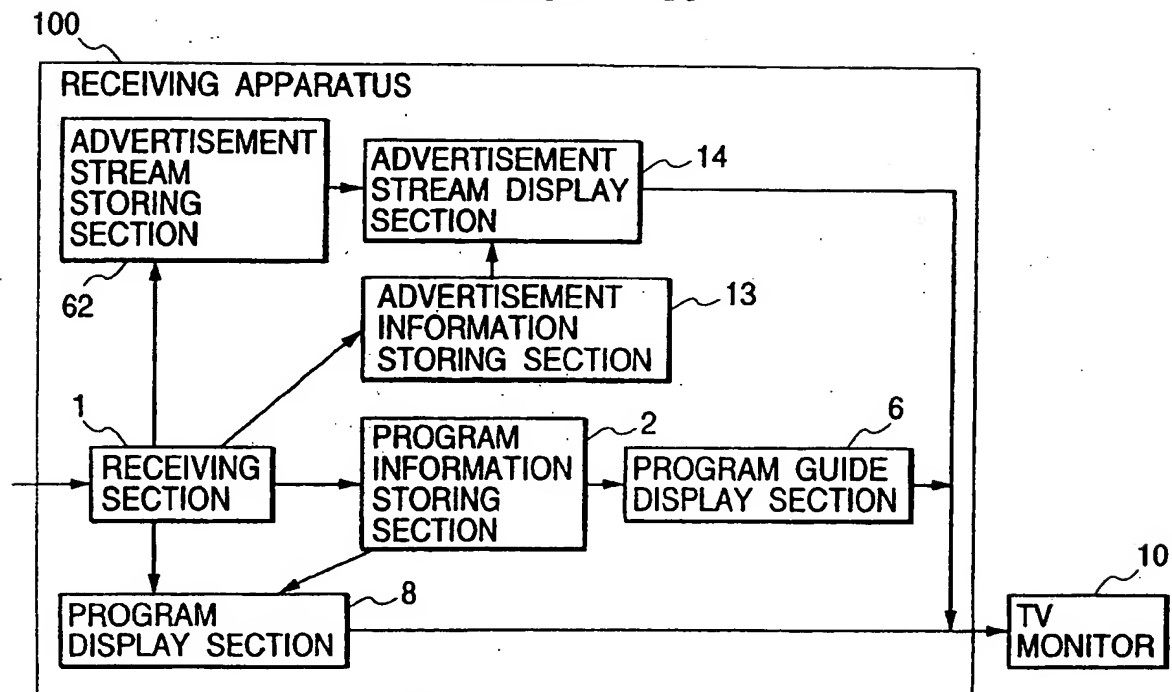 100
RECEIVING APPARATUS
ADVERTISEMENT
STREAM
STORING
SECTION
62
ADVERTISEMENT
STREAM DISPLAY
SECTION
14
ADVERTISEMENT
INFORMATION
STORING SECTION
13
1
RECEIVING
SECTION
PROGRAM
INFORMATION
STORING
SECTION
2
PROGRAM GUIDE
DISPLAY SECTION
6
PROGRAM
DISPLAY SECTION
8
TV
MONITOR
10